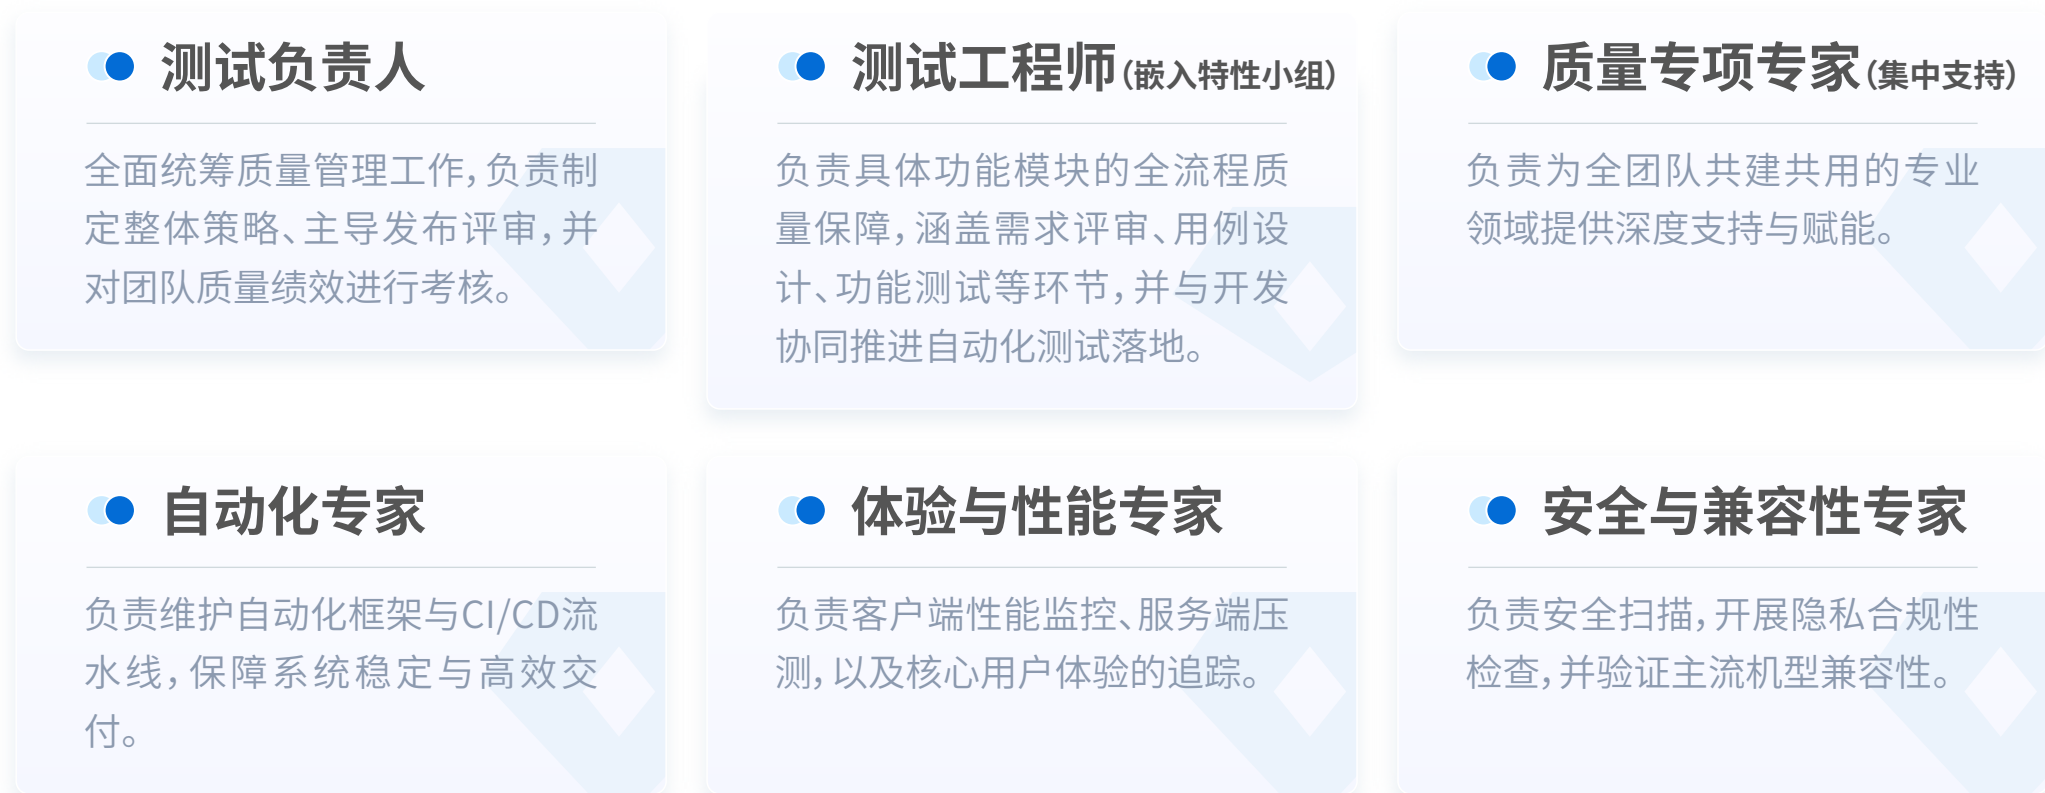 测试负责人
全面统筹质量管理工作，负责制
定整体策略、主导发布评审，并
对团队质量绩效进行考核。
测试工程师(嵌入特性小组)
负责具体功能模块的全流程质
量保障，涵盖需求评审、用例设
计、功能测试等环节，并与开发
协同推进自动化测试落地。
质量专项专家(集中支持)
负责为全团队共建共用的专业
领域提供深度支持与赋能。
自动化专家
负责维护自动化框架与CI/CD流
水线，保障系统稳定与高效交
付。
体验与性能专家
负责客户端性能监控、服务端压
测，以及核心用户体验的追踪。
安全与兼容性专家
负责安全扫描，开展隐私合规性
检查，并验证主流机型兼容性。